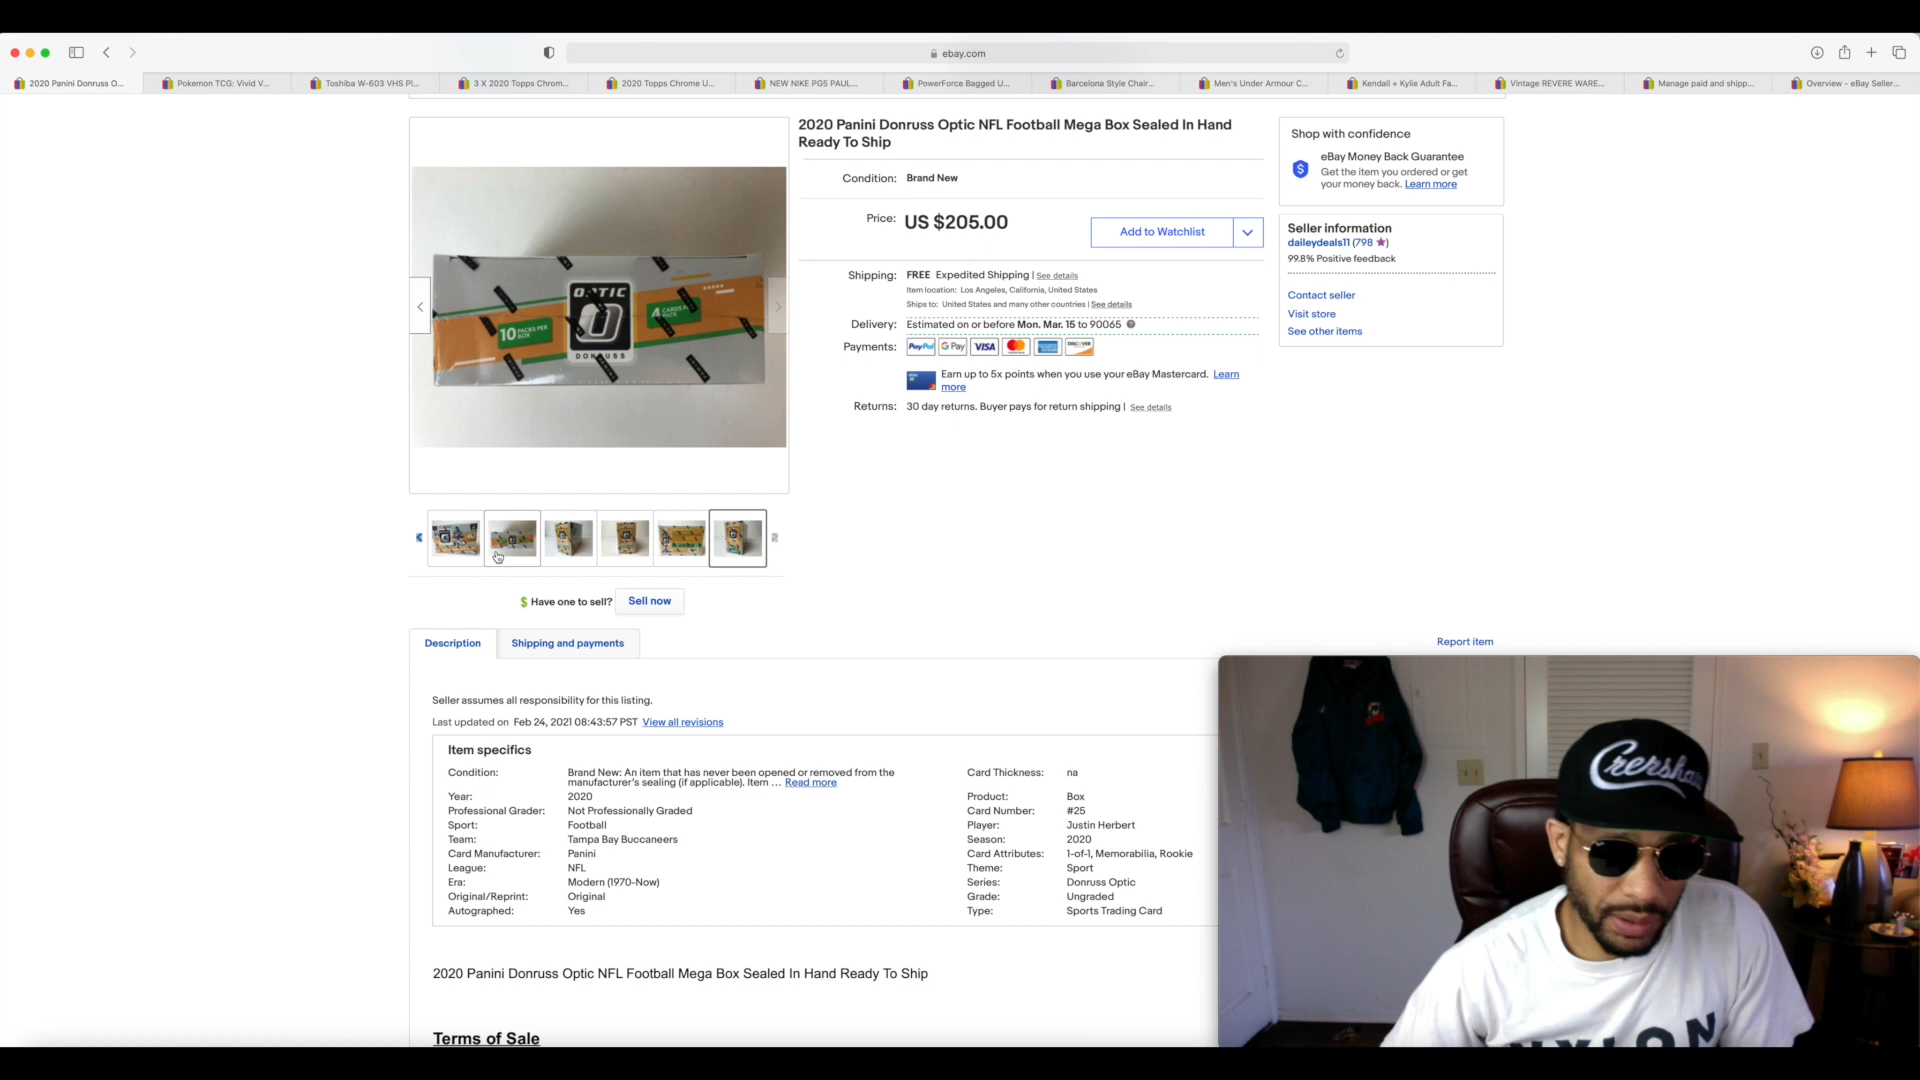 ebay.com
2020 Panini Donruss O...
Pokemon TCG: Vivid V...
Toshiba W-603 VHS Pl...
3 X 2020 Topps Chrom...
2020 Topps Chrome U...
NEW NIKE PG5 PAUL...
PowerForce Bagged U...
Barcelona Style Chair...
Men's Under Armour C...
Kendall + Kylie Adult Fa...
Vintage REVERE WARE...
Manage paid and shipp...
Overview - eBay Seller...
2020 Panini Donruss Optic NFL Football Mega Box Sealed In Hand
Ready To Ship
Condition: Brand New
Price: US $205.00
Add to Watchlist
Shipping: FREE Expedited Shipping | See details
Item location: Los Angeles, California, United States
Ships to: United States and many other countries | See details
Delivery: Estimated on or before Mon. Mar. 15 to 90065
Payments: PayPal G Pay VISA DISCOVER
Earn up to 5x points when you use your eBay Mastercard. Learn
more
Returns: 30 day returns. Buyer pays for return shipping | See details
Shop with confidence
eBay Money Back Guarantee
Get the item you ordered or get
your money back. Learn more
Seller information
daileydeals11 (798)
99.8% Positive feedback
Contact seller
Visit store
See other items
OPTIC
10 PACKS PER
BOX
4 CARDS PER
PACK
DONRUSS
Have one to sell? Sell now
Description
Shipping and payments
Report item
Seller assumes all responsibility for this listing.
Last updated on Feb 24, 2021 08:43:57 PST View all revisions
Item specifics
Condition: Brand New: An item that has never been opened or removed from the
manufacturer's sealing (if applicable). Item ... Read more
Card Thickness: na
Year: 2020
Product: Box
Professional Grader: Not Professionally Graded
Card Number: #25
Sport: Football
Player: Justin Herbert
Team: Tampa Bay Buccaneers
Season: 2020
Card Manufacturer: Panini
Card Attributes: 1-of-1, Memorabilia, Rookie
League: NFL
Theme: Sport
Era: Modern (1970-Now)
Series: Donruss Optic
Original/Reprint: Original
Grade: Ungraded
Autographed: Yes
Type: Sports Trading Card
2020 Panini Donruss Optic NFL Football Mega Box Sealed In Hand Ready To Ship
Terms of Sale
Crenshaw
NYLON